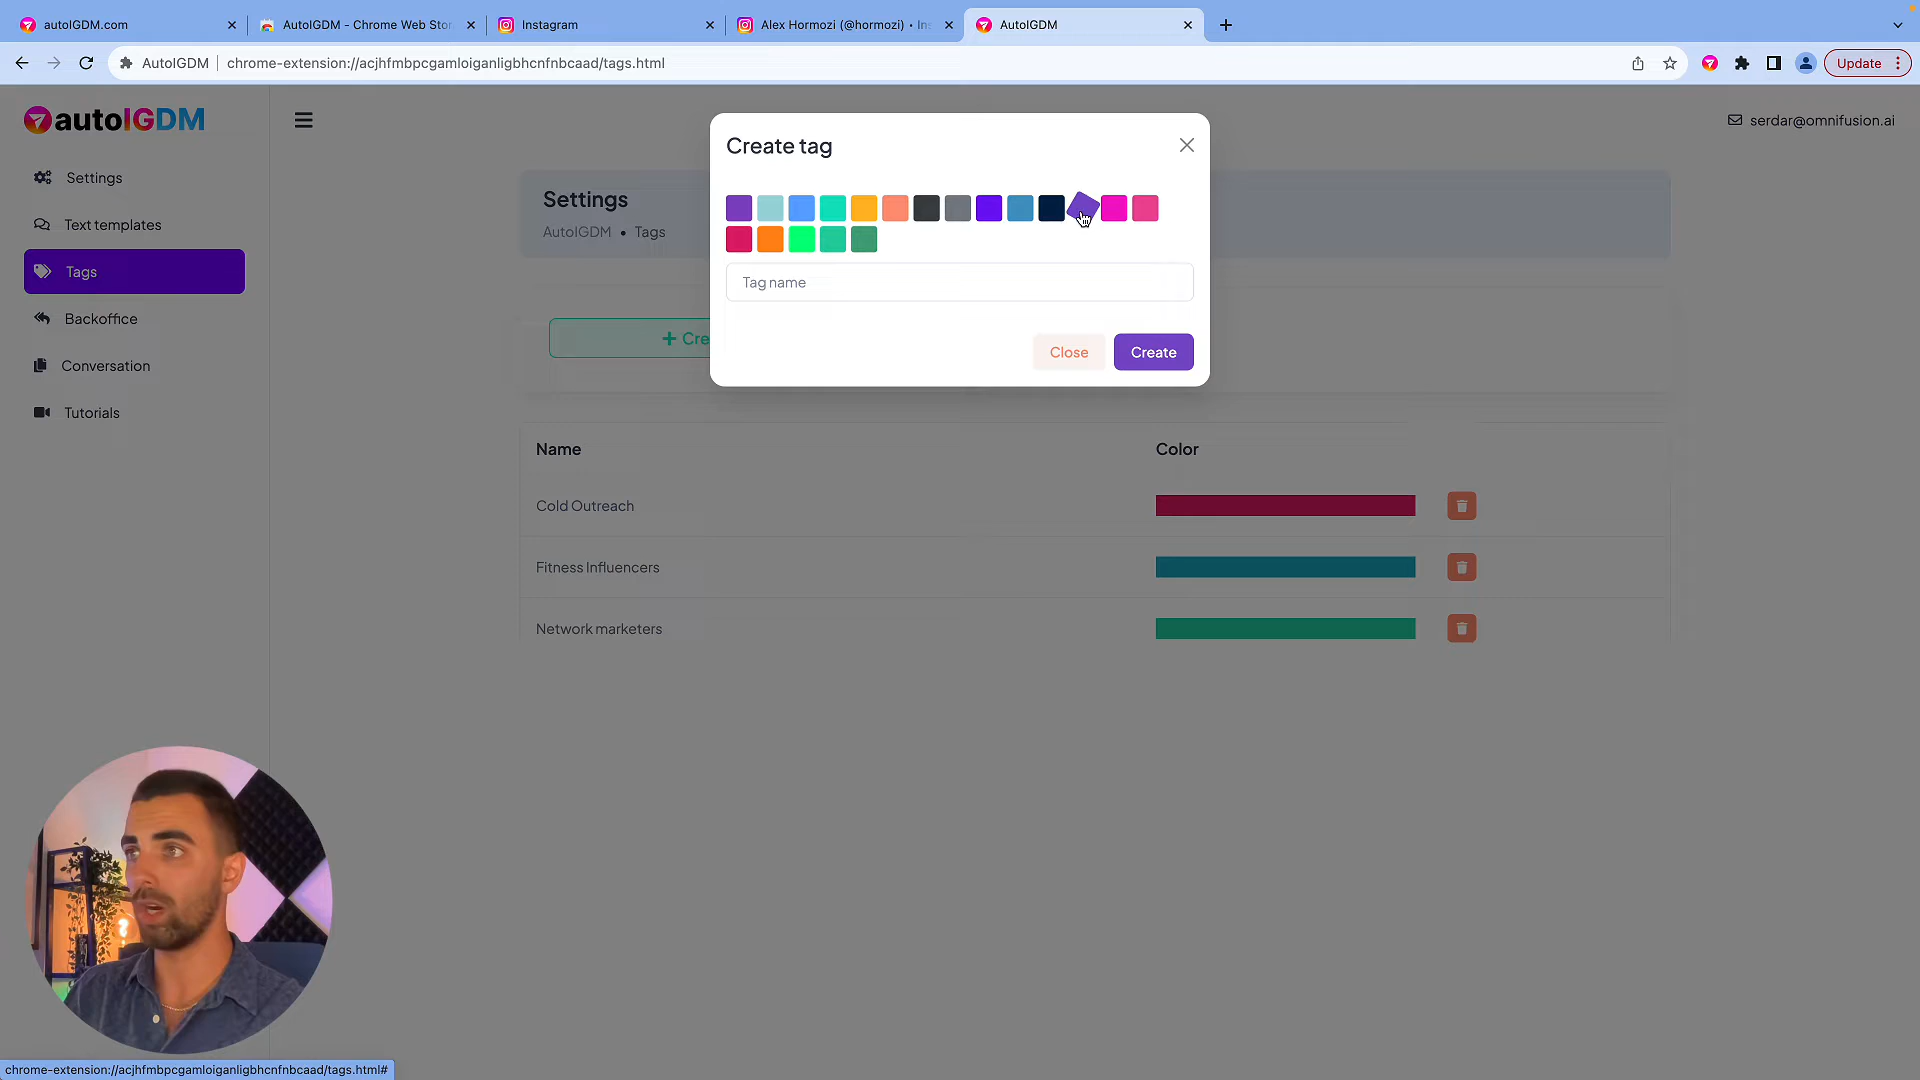 autoIGDM.com
AutoIGDM - Chrome Web Stor
Instagram
Alex Hormozi (@hormozi) • Ins
AutoIGDM
AutoIGDM
chrome-extension://acjhfmbpcgamloiganligbhcnfnbcaad/tags.html
Update
autoIGDM
serdar@omnifusion.ai
Settings
Text templates
Tags
Backoffice
Conversation
Tutorials
Settings
AutoIGDM • Tags
+ Cre
Create tag
Tag name
Close
Create
Name
Color
Cold Outreach
Fitness Influencers
Network marketers
chrome-extension://acjhfmbpcgamloiganligbhcnfnbcaad/tags.html#